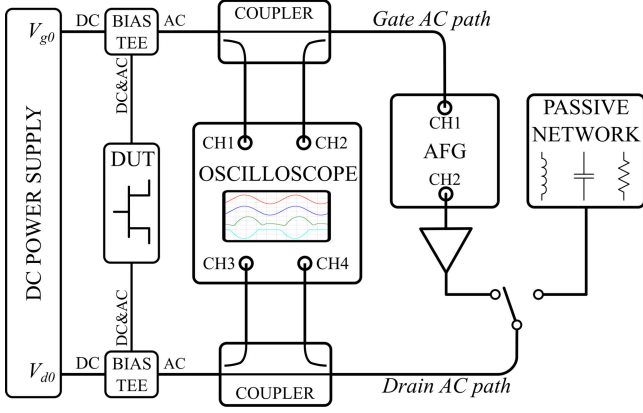 DC POWER SUPPLY
Vg0
Vd0
DC
BIAS
TEE
AC
COUPLER
Gate AC path
DC&AC
DUT
DC&AC
CH1
CH2
OSCILLOSCOPE
CH3
CH4
CH1
AFG
CH2
PASSIVE
NETWORK
DC
BIAS
TEE
AC
COUPLER
Drain AC path